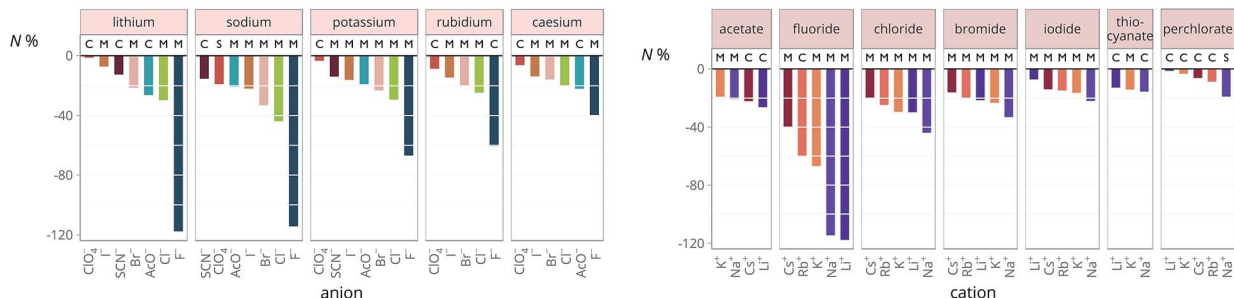 lithium sodium potassium rubidium caesium
N %
C M C M C M M C S M M M M M C M M M M M M C M M M C C M M M C M
0
-40
-80
-120
ClO₄⁻ I⁻ SCN⁻ Br⁻ AcO⁻ Cl⁻ F⁻ SCN⁻ ClO₄⁻ AcO⁻ I⁻ Br⁻ Cl⁻ F⁻ ClO₄⁻ SCN⁻ I⁻ AcO⁻ Br⁻ Cl⁻ F⁻ ClO₄⁻ I⁻ Br⁻ Cl⁻ F⁻ ClO₄⁻ I⁻ Br⁻ Cl⁻ AcO⁻ F⁻
anion
acetate fluoride chloride bromide iodide thio-
cyanate perchlorate
N %
M M C C M C M M M M M M M M M M M M M M M M M M C M C C C C C S
0
-40
-80
-120
K⁺ Na⁺ Cs⁺ Li⁺ Cs⁺ Rb⁺ K⁺ Na⁺ Li⁺ Cs⁺ Rb⁺ K⁺ Li⁺ Na⁺ Cs⁺ Rb⁺ Li⁺ K⁺ Na⁺ Li⁺ Cs⁺ Rb⁺ K⁺ Na⁺ Li⁺ K⁺ Na⁺ Li⁺ K⁺ Cs⁺ Rb⁺ Na⁺
cation